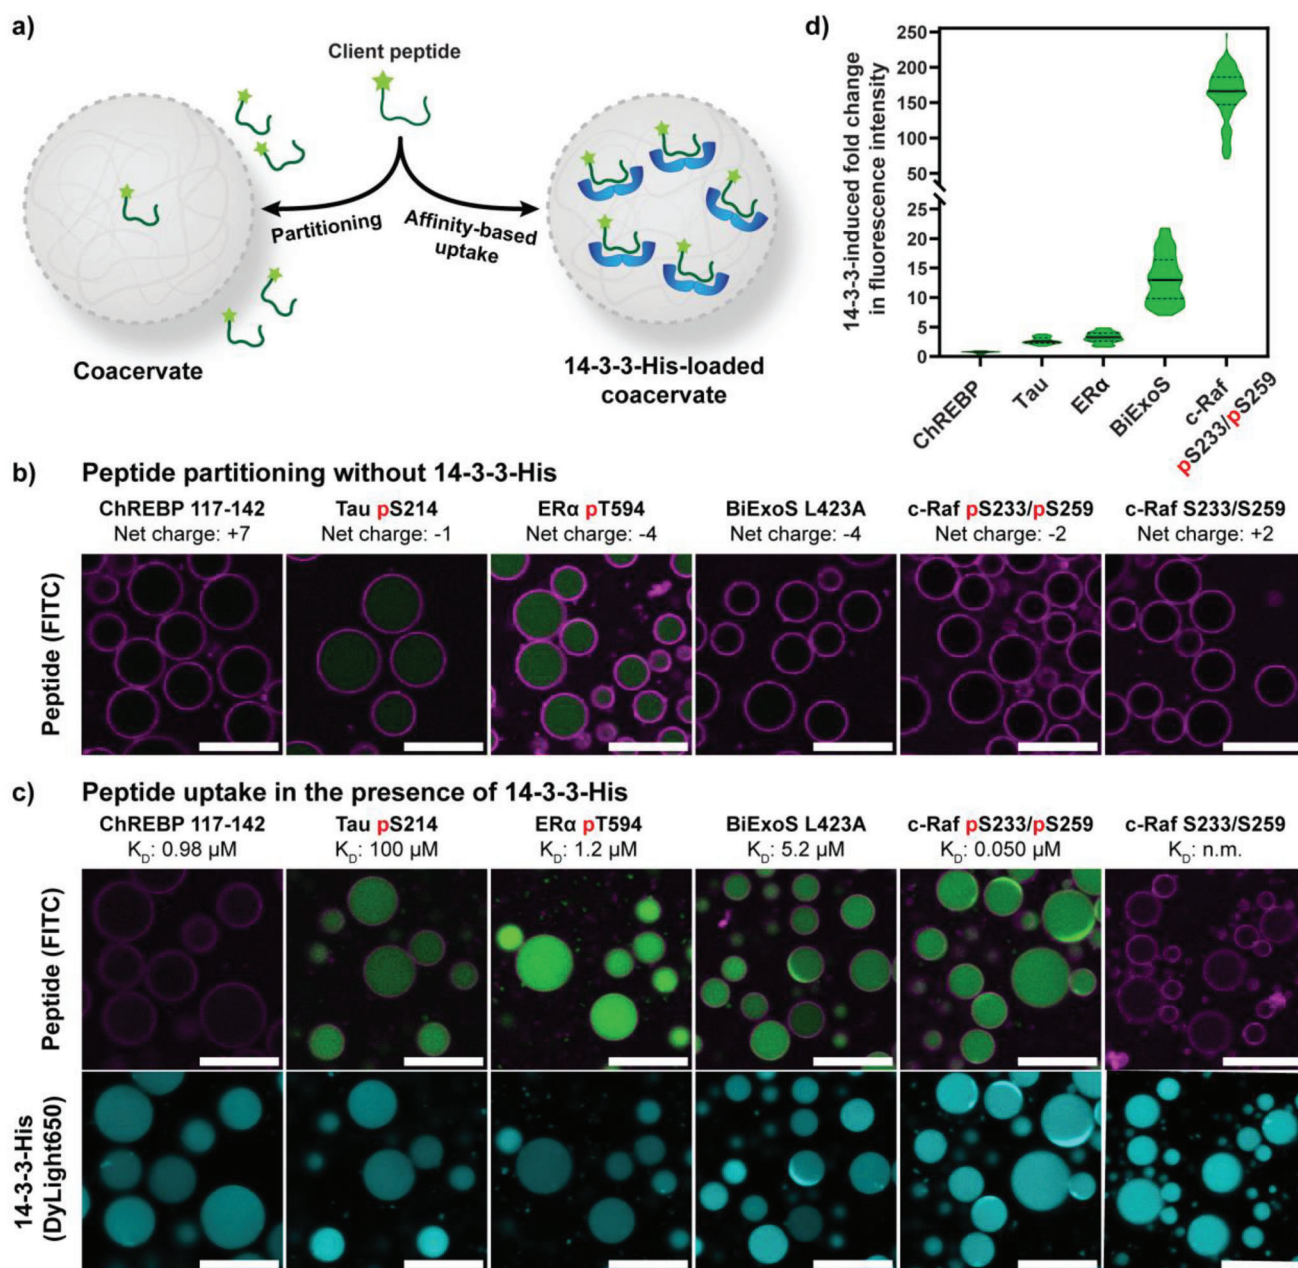 a)
Client peptide
Partitioning
Affinity-based
uptake
Coacervate
14-3-3-His-loaded
coacervate
d)
14-3-3-induced fold change
in fluorescence intensity
250
200
150
100
50
25
20
15
10
5
0
ChREBP
Tau
ERα
BiExoS
c-Raf
pS233/pS259
b) Peptide partitioning without 14-3-3-His
ChREBP 117-142 Tau pS214 ERα pT594 BiExoS L423A c-Raf pS233/pS259 c-Raf S233/S259
Net charge: +7 Net charge: -1 Net charge: -4 Net charge: -4 Net charge: -2 Net charge: +2
Peptide (FITC)
c) Peptide uptake in the presence of 14-3-3-His
ChREBP 117-142 Tau pS214 ERα pT594 BiExoS L423A c-Raf pS233/pS259 c-Raf S233/S259
KD: 0.98 µM KD: 100 µM KD: 1.2 µM KD: 5.2 µM KD: 0.050 µM KD: n.m.
Peptide (FITC)
14-3-3-His
(DyLight650)